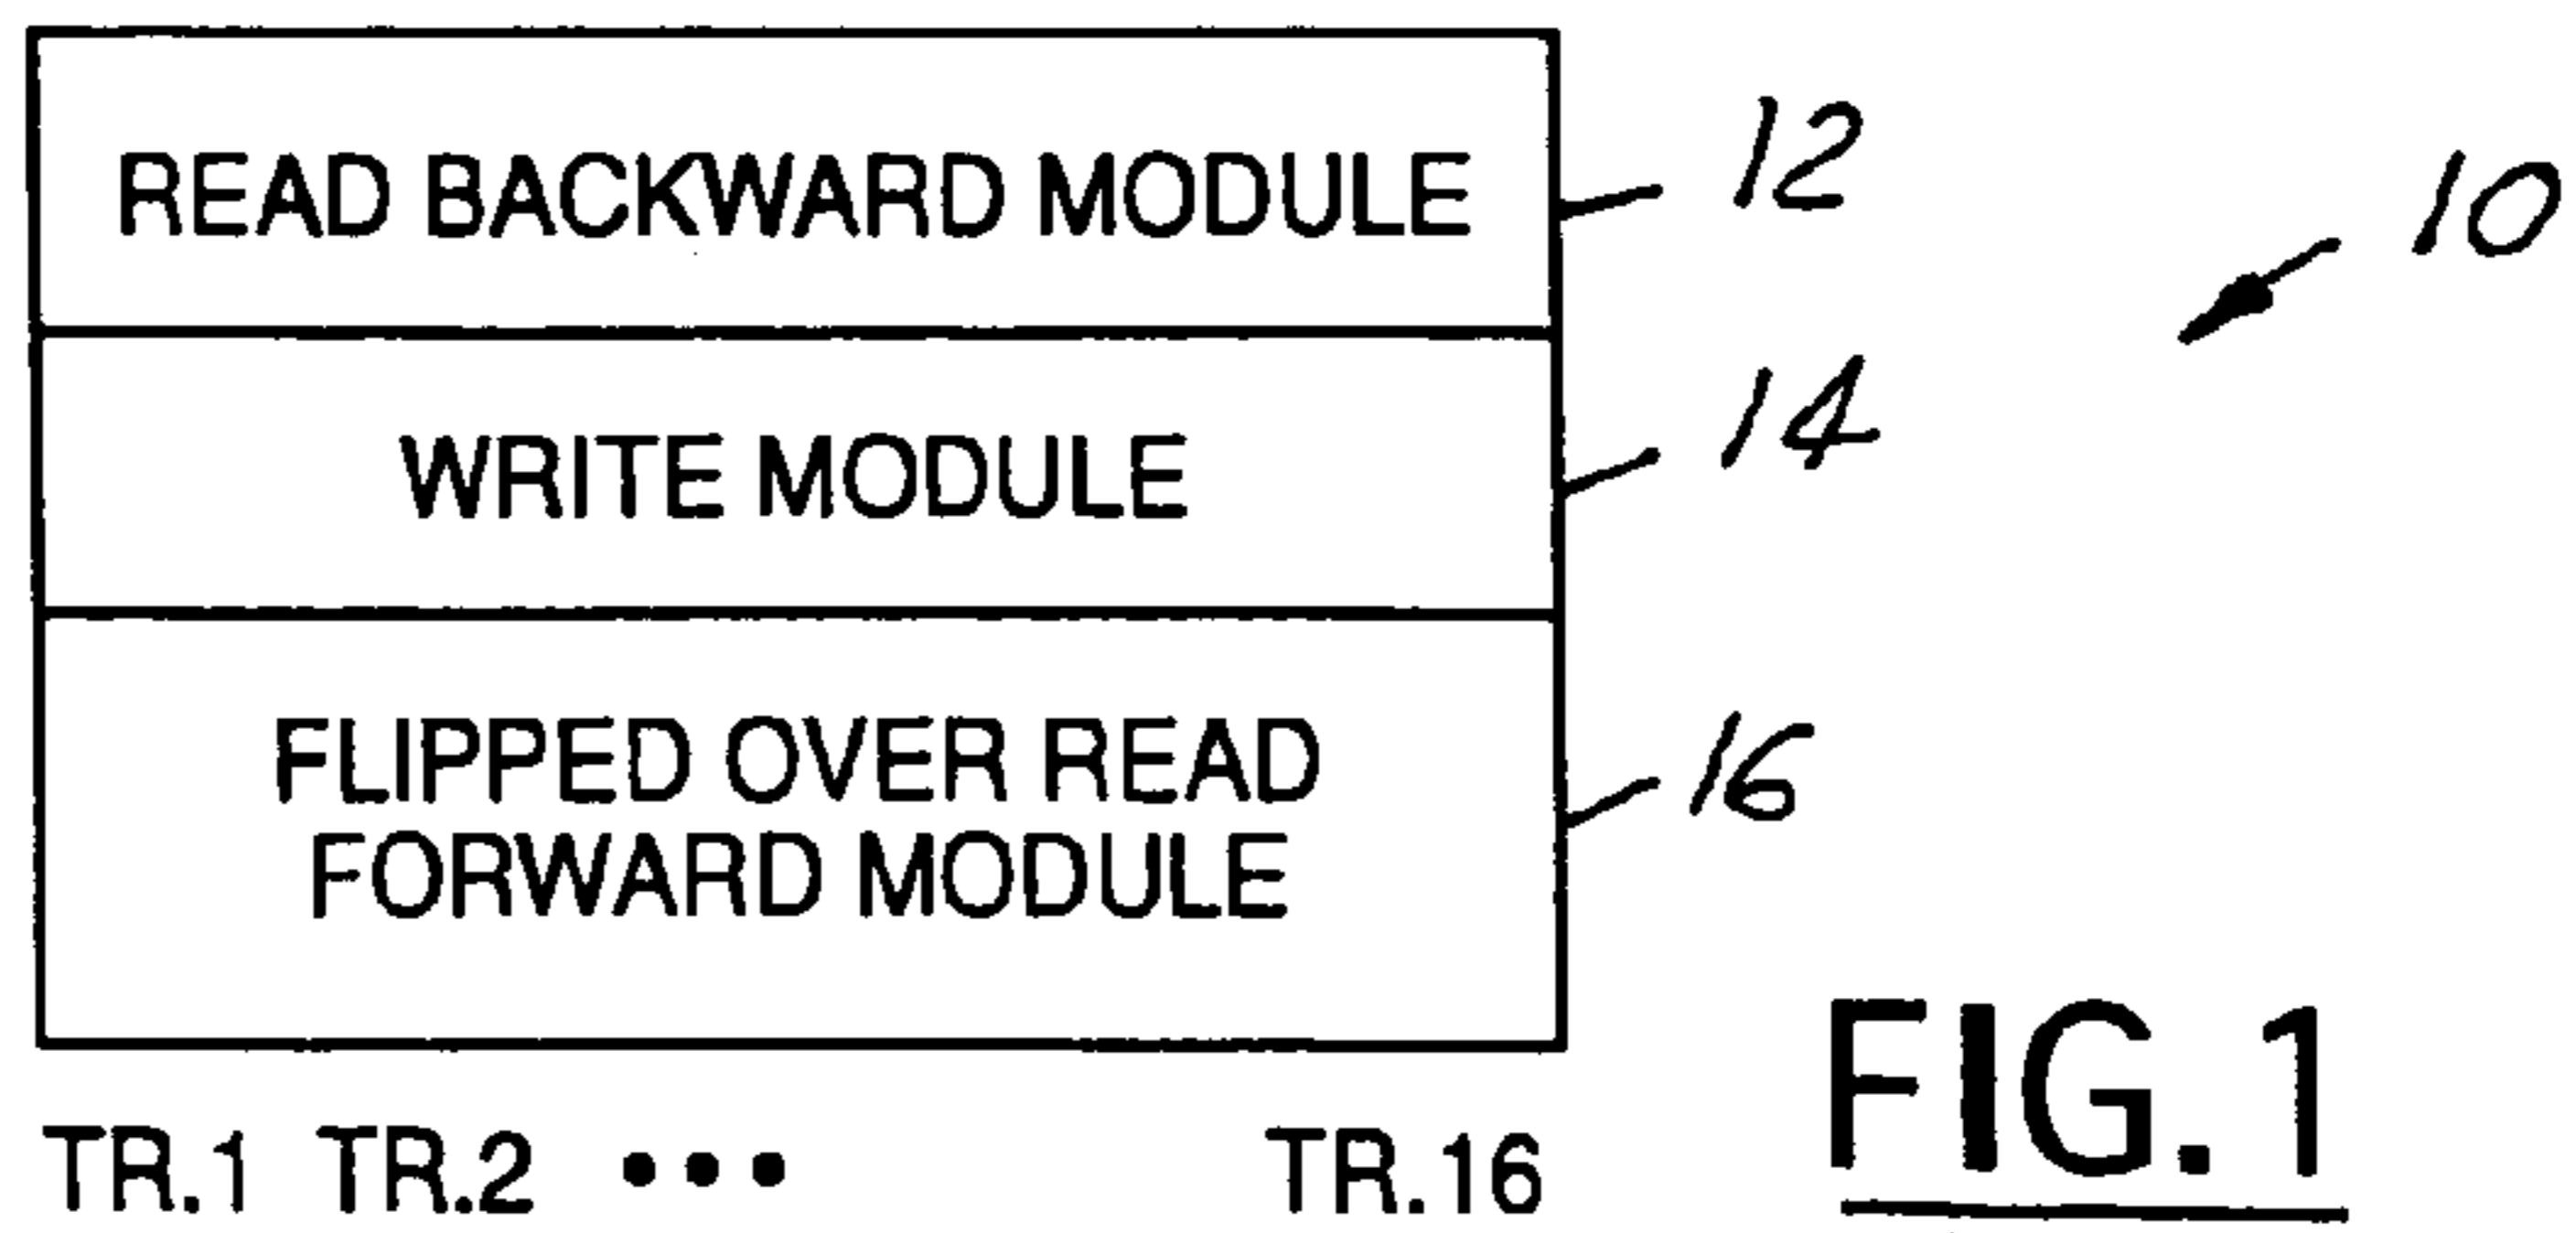 READ BACKWARD MODULE
12
10
WRITE MODULE
14
FLIPPED OVER READ
FORWARD MODULE
16
TR.1 TR.2 ••• TR.16
FIG.1